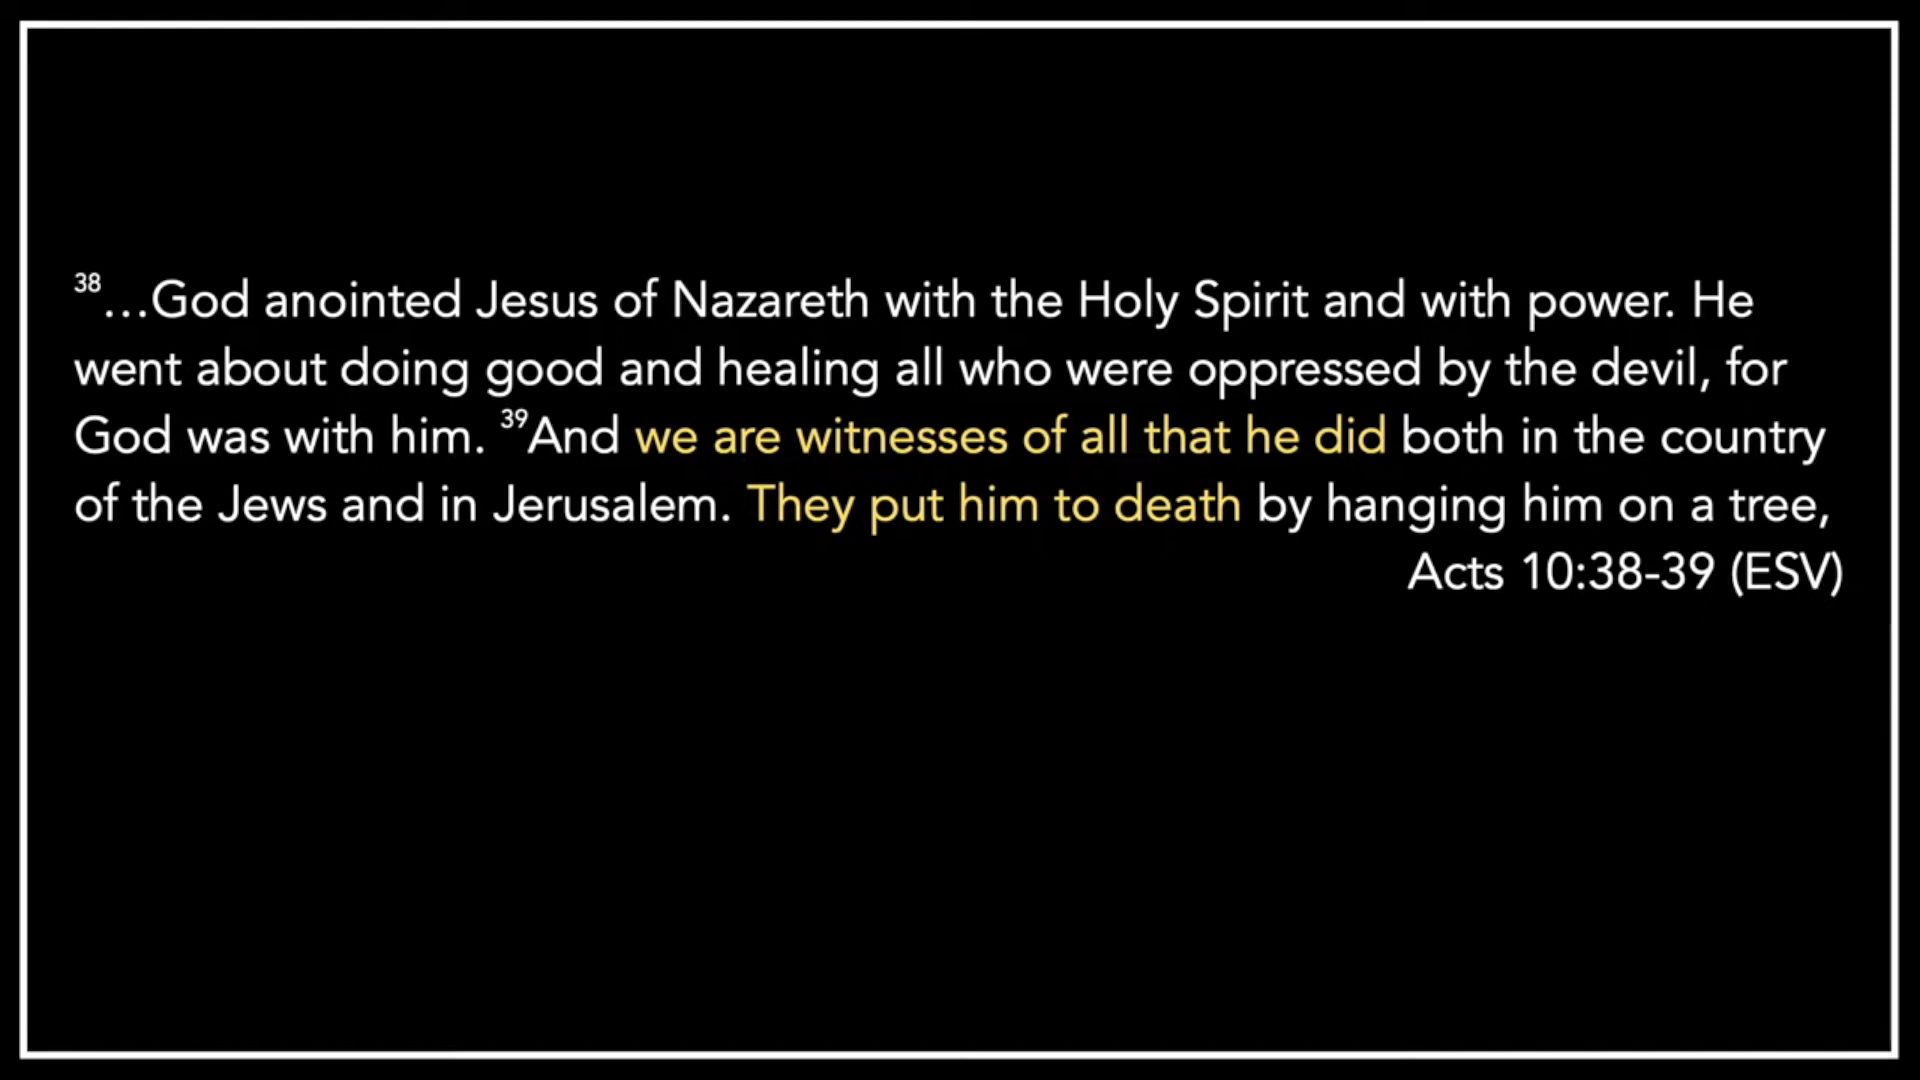 38…God anointed Jesus of Nazareth with the Holy Spirit and with power. He
went about doing good and healing all who were oppressed by the devil, for
God was with him. 39And we are witnesses of all that he did both in the country
of the Jews and in Jerusalem. They put him to death by hanging him on a tree,
Acts 10:38-39 (ESV)